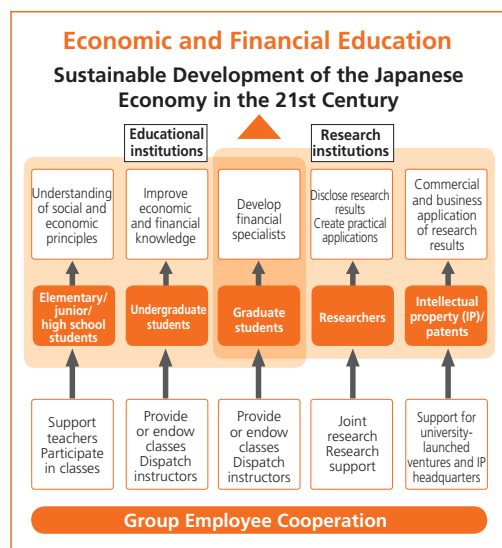 Economic and Financial Education
Sustainable Development of the Japanese
Economy in the 21st Century
Educational
institutions
Research
institutions
Understanding
of social and
economic
principles
Improve
economic
and financial
knowledge
Develop
financial
specialists
Disclose research
results
Create practical
applications
Commercial
and business
application
of research
results
Elementary/
junior/
high school
students
Undergraduate
students
Graduate
students
Researchers
Intellectual
property (IP)/
patents
Support
teachers
Participate
in classes
Provide
or endow
classes
Dispatch
instructors
Provide
or endow
classes
Dispatch
instructors
Joint
research
Research
support
Support for
university-
launched
ventures and IP
headquarters
Group Employee Cooperation